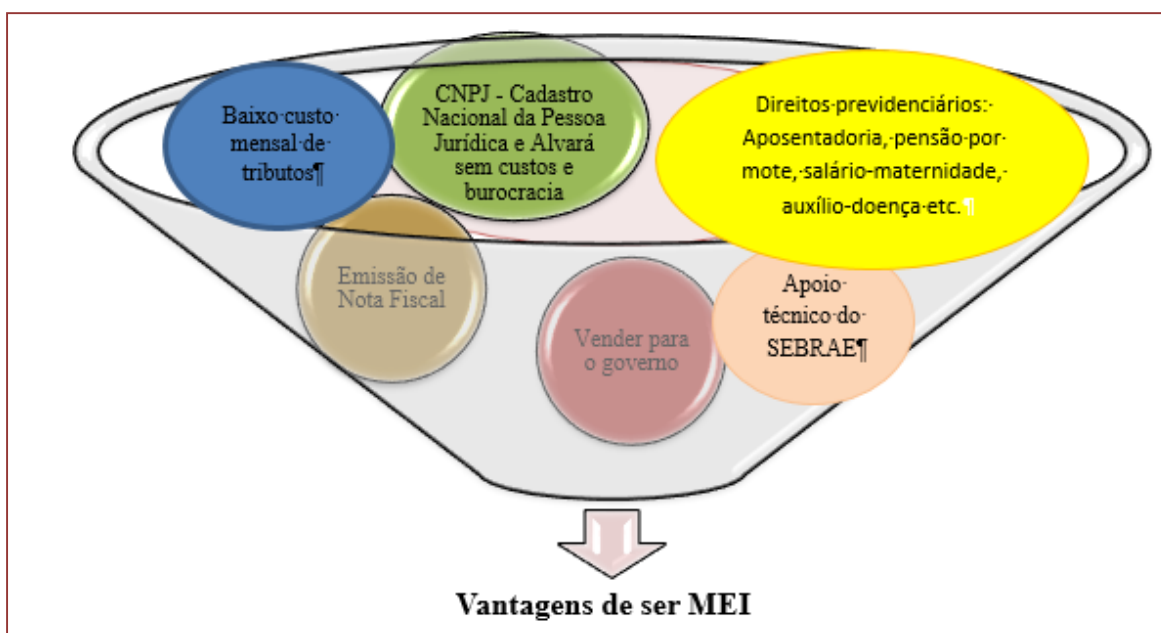 Baixo·custo·
mensal·de·
tributos¶
CNPJ - Cadastro
Nacional da Pessoa
Jurídica e Alvará
sem custos e
burocracia
Direitos·previdenciários:·
Aposentadoria,·pensão·por·
mote,·salário-maternidade,·
auxílio-doença·etc.·¶
Emissão de
Nota Fiscal
Vender para
o governo
Apoio·
técnico·do·
SEBRAE¶
Vantagens de ser MEI